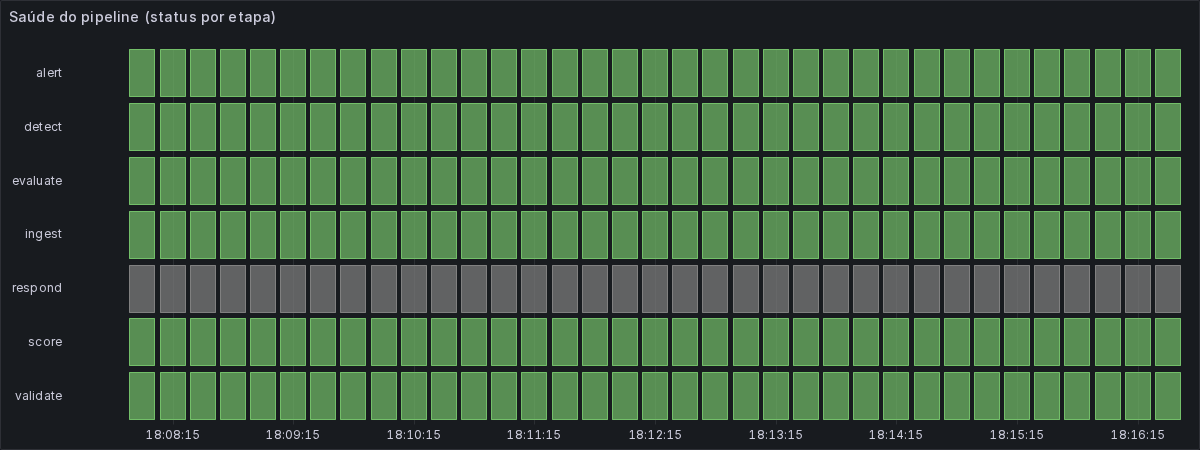 Saúde do pipeline (status por etapa)
alert
detect
evaluate
ingest
respond
score
validate
18:08:15 18:09:15 18:10:15 18:11:15 18:12:15 18:13:15 18:14:15 18:15:15 18:16:15